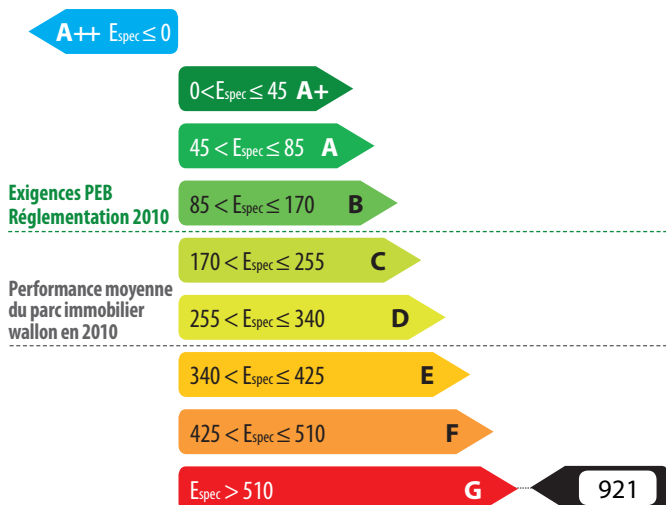 A++ Espec ≤ 0
0<Espec ≤ 45 A+
45 < Espec ≤ 85 A
Exigences PEB
Réglementation 2010
85 < Espec ≤ 170 B
170 < Espec ≤ 255 C
Performance moyenne
du parc immobilier
wallon en 2010
255 < Espec ≤ 340 D
340 < Espec ≤ 425 E
425 < Espec ≤ 510 F
Espec > 510 G
921